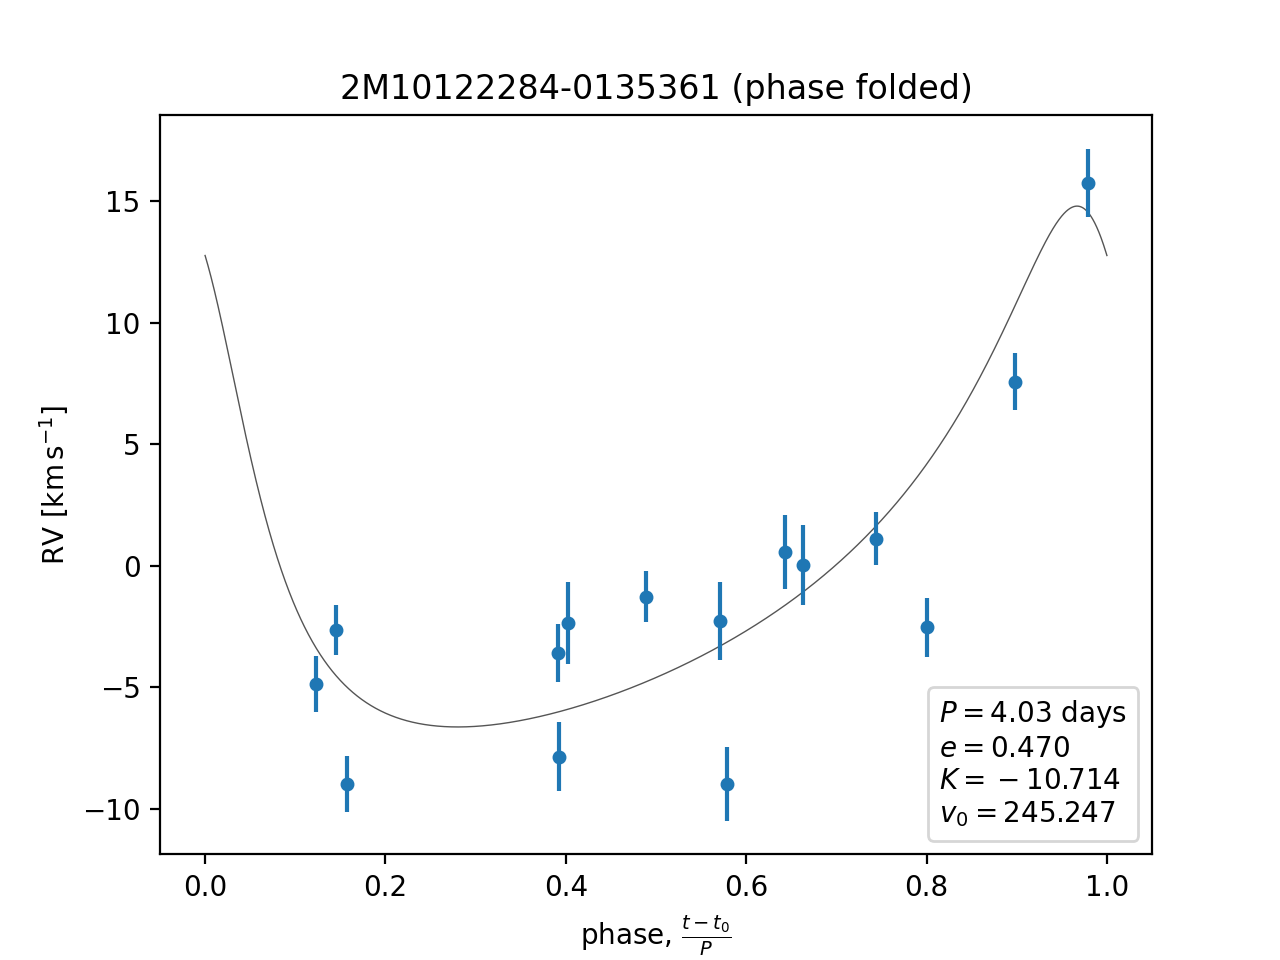 2M10122284-0135361 (phase folded)
RV [km s⁻¹]
15
10
5
0
−5
−10
0.0 0.2 0.4 0.6 0.8 1.0
phase, (t − t₀)/P
P = 4.03 days
e = 0.470
K = −10.714
v₀ = 245.247